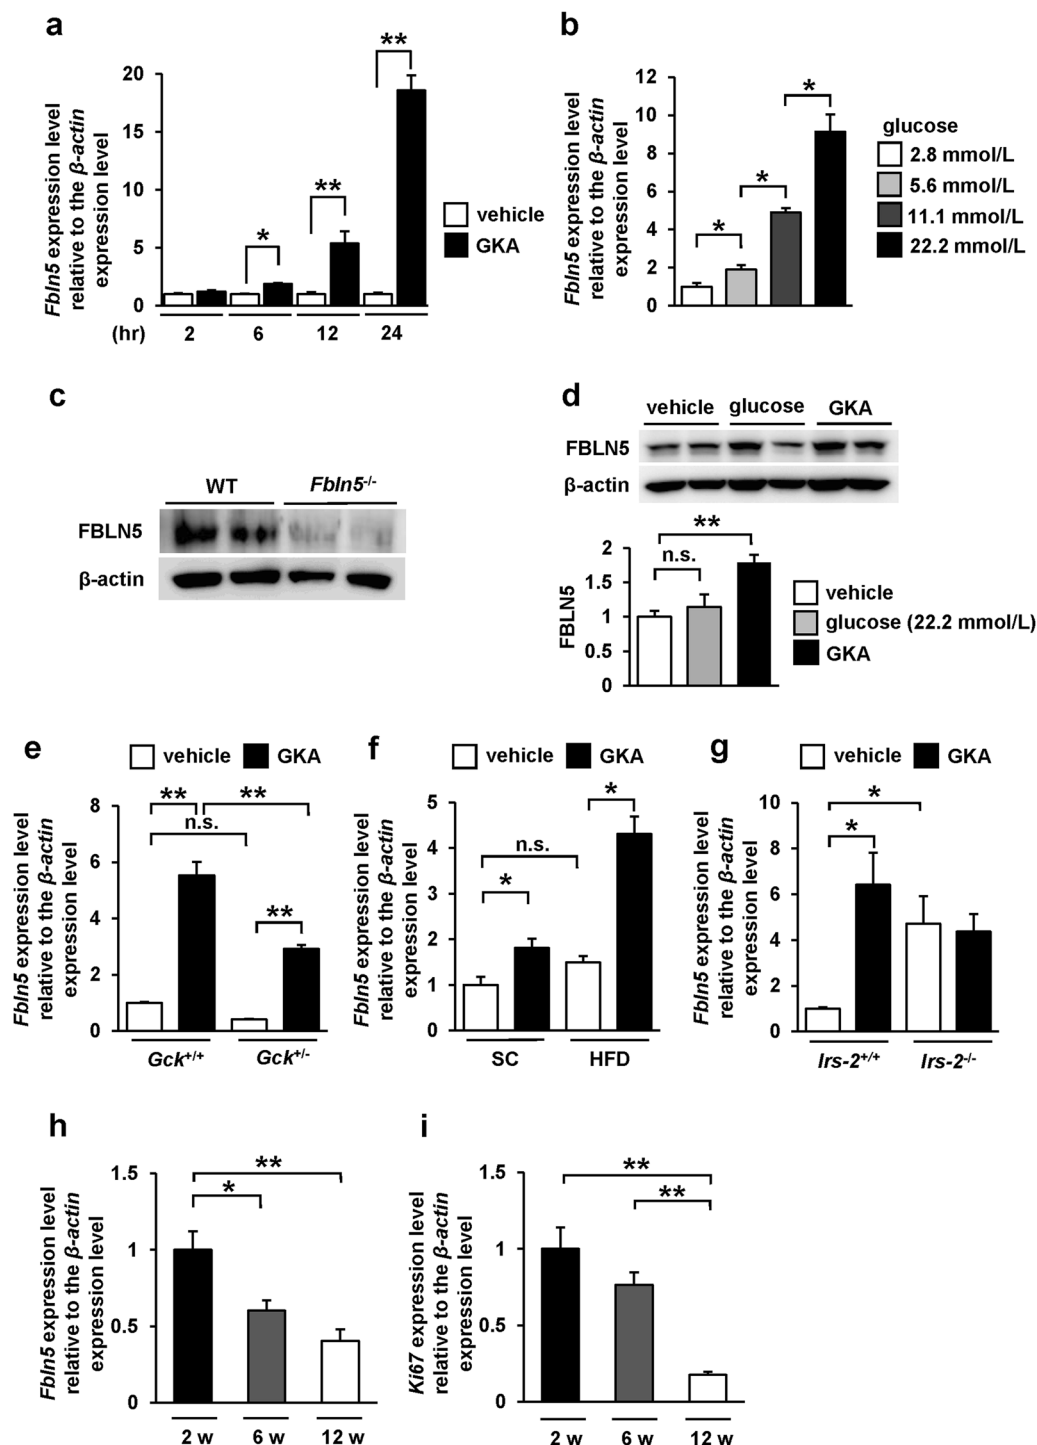 a
Fbln5 expression level
relative to the β-actin
expression level
20
15
10
5
0
*
**
**
vehicle
GKA
(hr) 2 6 12 24
b
Fbln5 expression level
relative to the β-actin
expression level
12
10
8
6
4
2
0
*
*
*
glucose
2.8 mmol/L
5.6 mmol/L
11.1 mmol/L
22.2 mmol/L
c
WT Fbln5-/-
FBLN5
β-actin
d
vehicle glucose GKA
FBLN5
β-actin
FBLN5
2
1.5
1
0.5
0
**
n.s.
vehicle
glucose (22.2 mmol/L)
GKA
e
vehicle GKA
Fbln5 expression level
relative to the β-actin
expression level
8
6
4
2
0
** **
n.s.
**
Gck+/+ Gck+/-
f
vehicle GKA
Fbln5 expression level
relative to the β-actin
expression level
5
4
3
2
1
0
*
n.s.
*
SC HFD
g
vehicle GKA
Fbln5 expression level
relative to the β-actin
expression level
10
8
6
4
2
0
*
*
Irs-2+/+ Irs-2-/-
h
Fbln5 expression level
relative to the β-actin
expression level
1.5
1
0.5
0
**
*
2 w 6 w 12 w
i
Ki67 expression level
relative to the β-actin
expression level
1.5
1
0.5
0
**
**
2 w 6 w 12 w